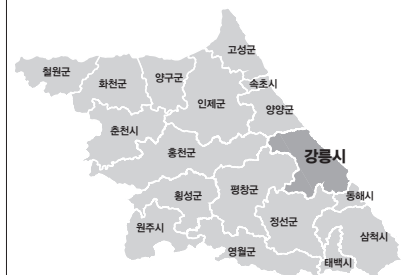 고성군
철원군
화천군
양구군
속초시
인제군
양양군
춘천시
홍천군
강릉시
횡성군
평창군
동해시
정선군
원주시
삼척시
영월군
태백시